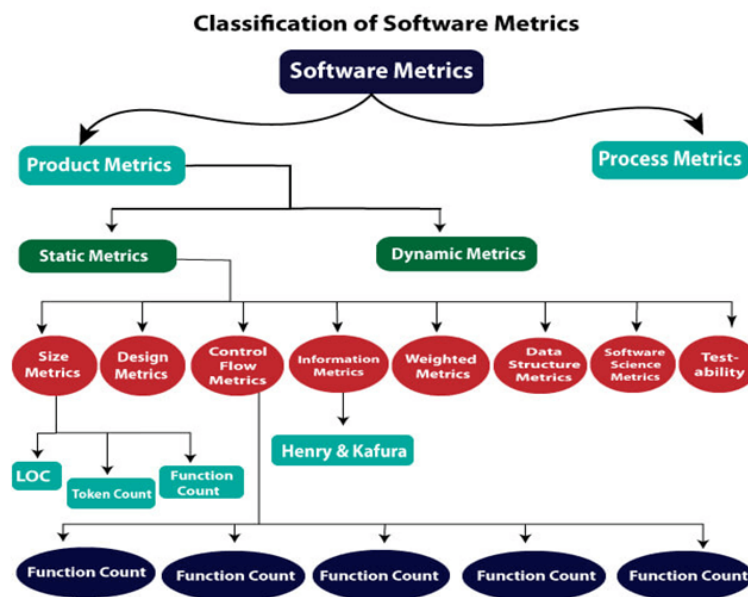 Classification of Software Metrics
Software Metrics
Product Metrics
Process Metrics
Static Metrics
Dynamic Metrics
Size
Metrics
Design
Metrics
Control
Flow
Metrics
Information
Metrics
Weighted Metrics
Data
Structure
Metrics
Software
Science
Metrics
Test-
ability
LOC
Token Count
Function
Count
Henry & Kafura
Function Count
Function Count
Function Count
Function Count
Function Count